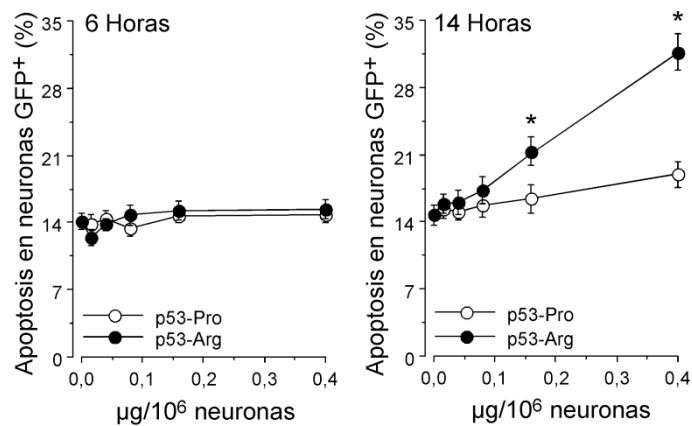 6 Horas
Apoptosis en neuronas GFP⁺ (%)
35
28
21
14
7
0
p53-Pro
p53-Arg
0,0
0,1
0,2
0,3
0,4
µg/10⁶ neuronas
14 Horas
Apoptosis en neuronas GFP⁺ (%)
35
28
21
14
7
0
*
*
p53-Pro
p53-Arg
0,0
0,1
0,2
0,3
0,4
µg/10⁶ neuronas